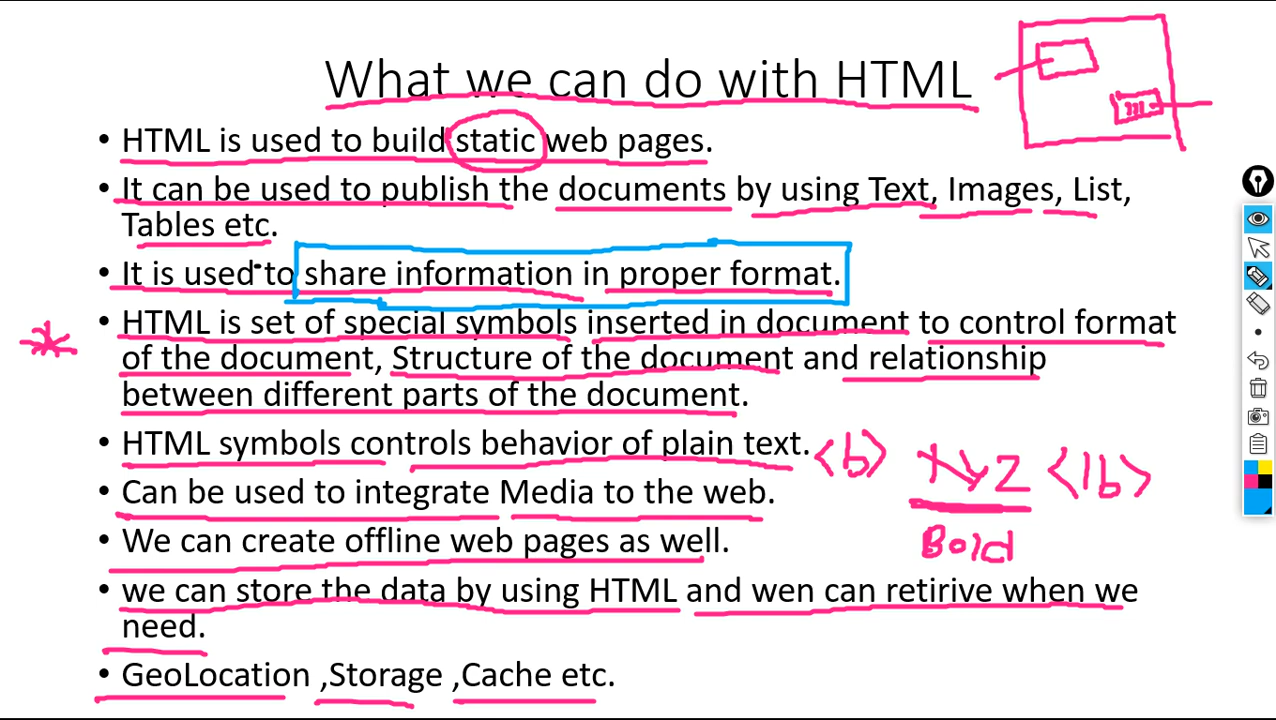 What we can do with HTML
• HTML is used to build static web pages.
• It can be used to publish the documents by using Text, Images, List,
Tables etc.
• It is used to share information in proper format.
• HTML is set of special symbols inserted in document to control format
of the document, Structure of the document and relationship
between different parts of the document.
• HTML symbols controls behavior of plain text.
<b> xyz </b>
• Can be used to integrate Media to the web.
• We can create offline web pages as well.
Bold
• we can store the data by using HTML and wen can retirive when we
need.
• GeoLocation ,Storage ,Cache etc.